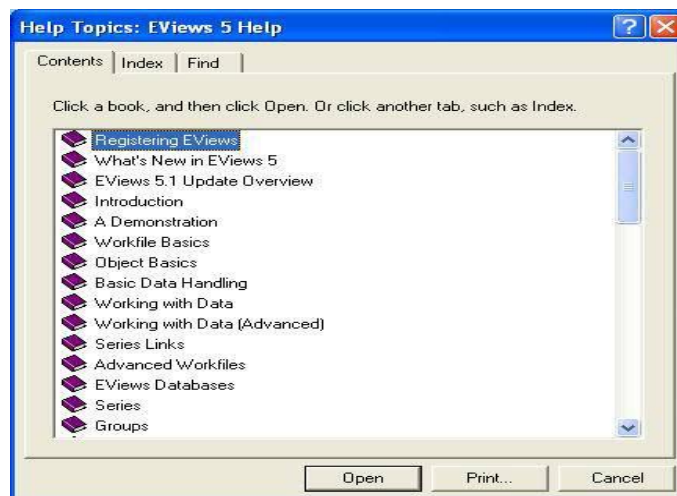 Help Topics: EViews 5 Help
Contents Index Find
Click a book, and then click Open. Or click another tab, such as Index.
Registering EViews
What's New in EViews 5
EViews 5.1 Update Overview
Introduction
A Demonstration
Workfile Basics
Object Basics
Basic Data Handling
Working with Data
Working with Data (Advanced)
Series Links
Advanced Workfiles
EViews Databases
Series
Groups
Open Print... Cancel